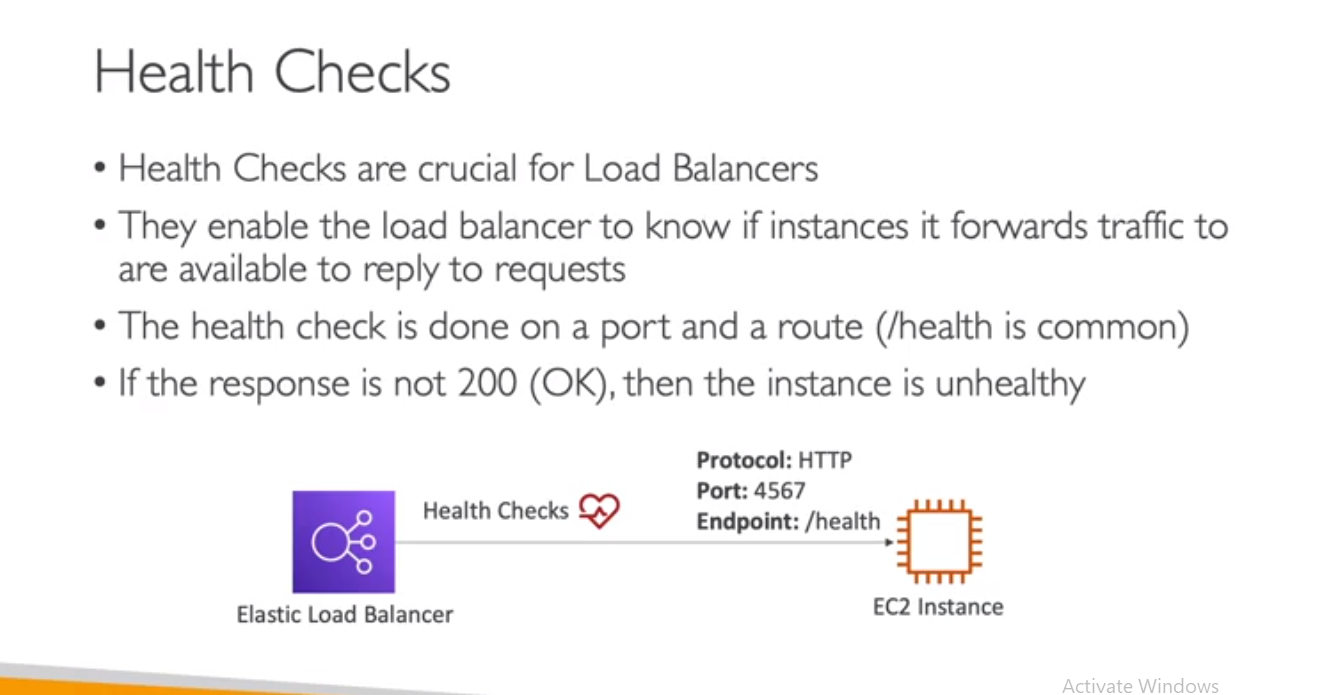 Health Checks
• Health Checks are crucial for Load Balancers
• They enable the load balancer to know if instances it forwards traffic to
are available to reply to requests
• The health check is done on a port and a route (/health is common)
• If the response is not 200 (OK), then the instance is unhealthy
Protocol: HTTP
Port: 4567
Endpoint: /health
Health Checks
Elastic Load Balancer
EC2 Instance
Activate Windows